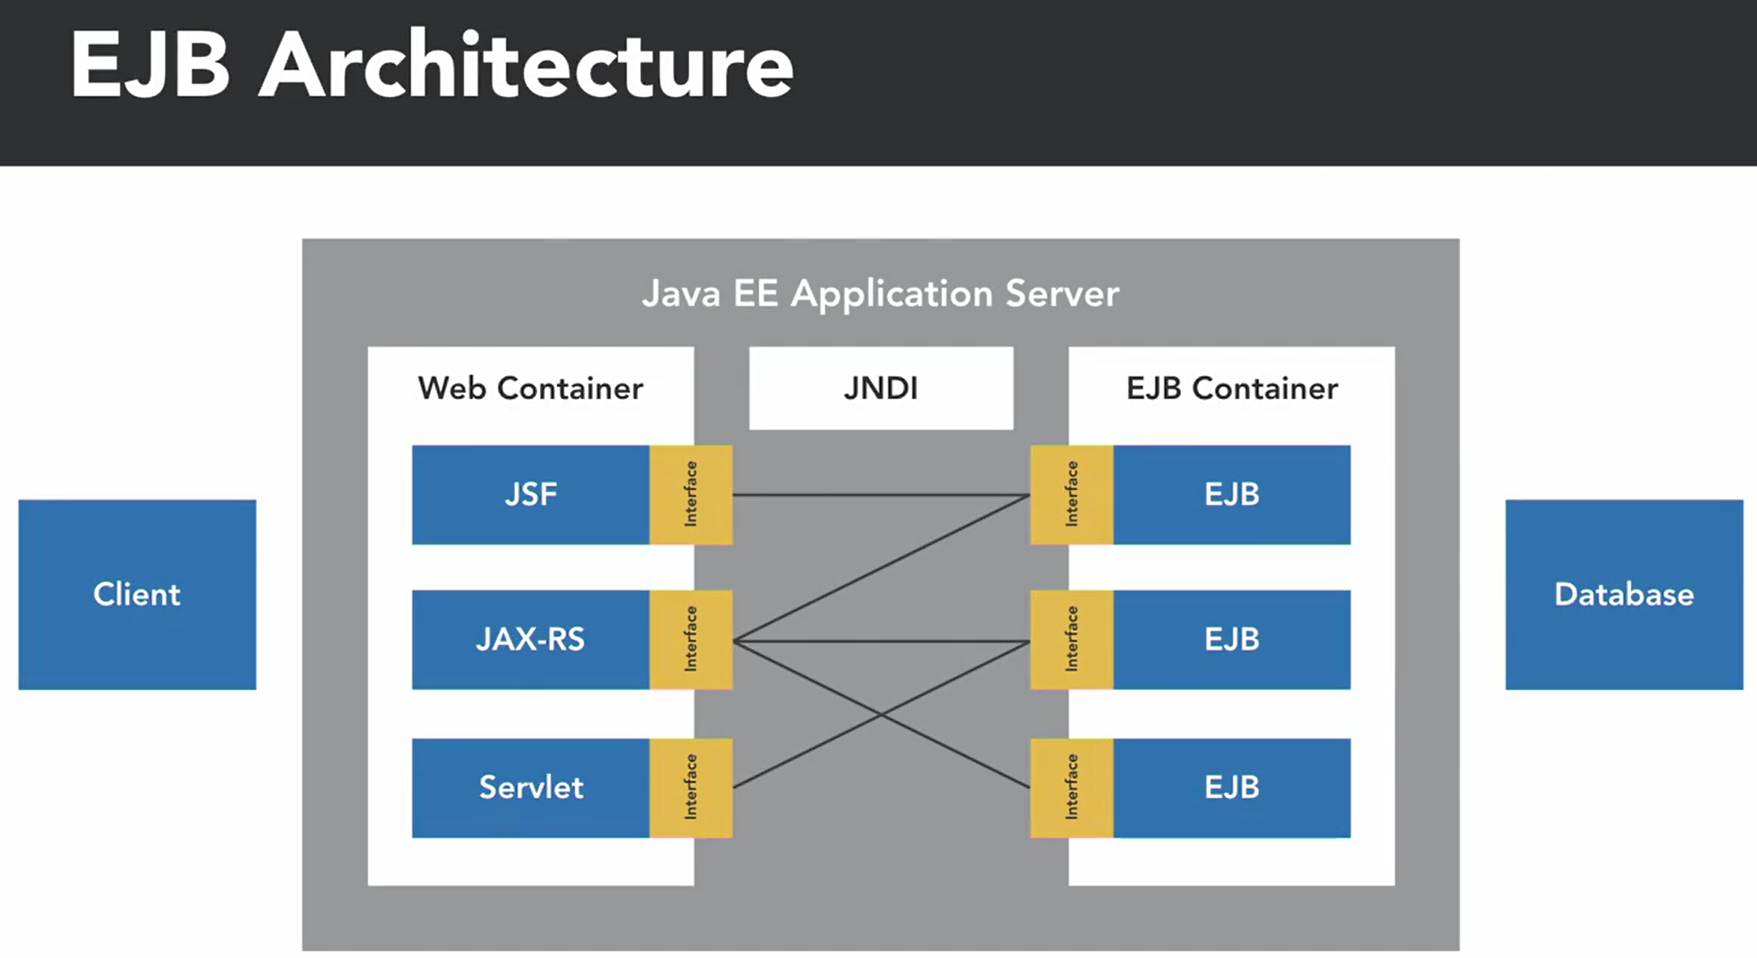 EJB Architecture
Java EE Application Server
Web Container
JNDI
EJB Container
JSF
Interface
Interface
EJB
Client
JAX-RS
Interface
Interface
EJB
Database
Servlet
Interface
Interface
EJB